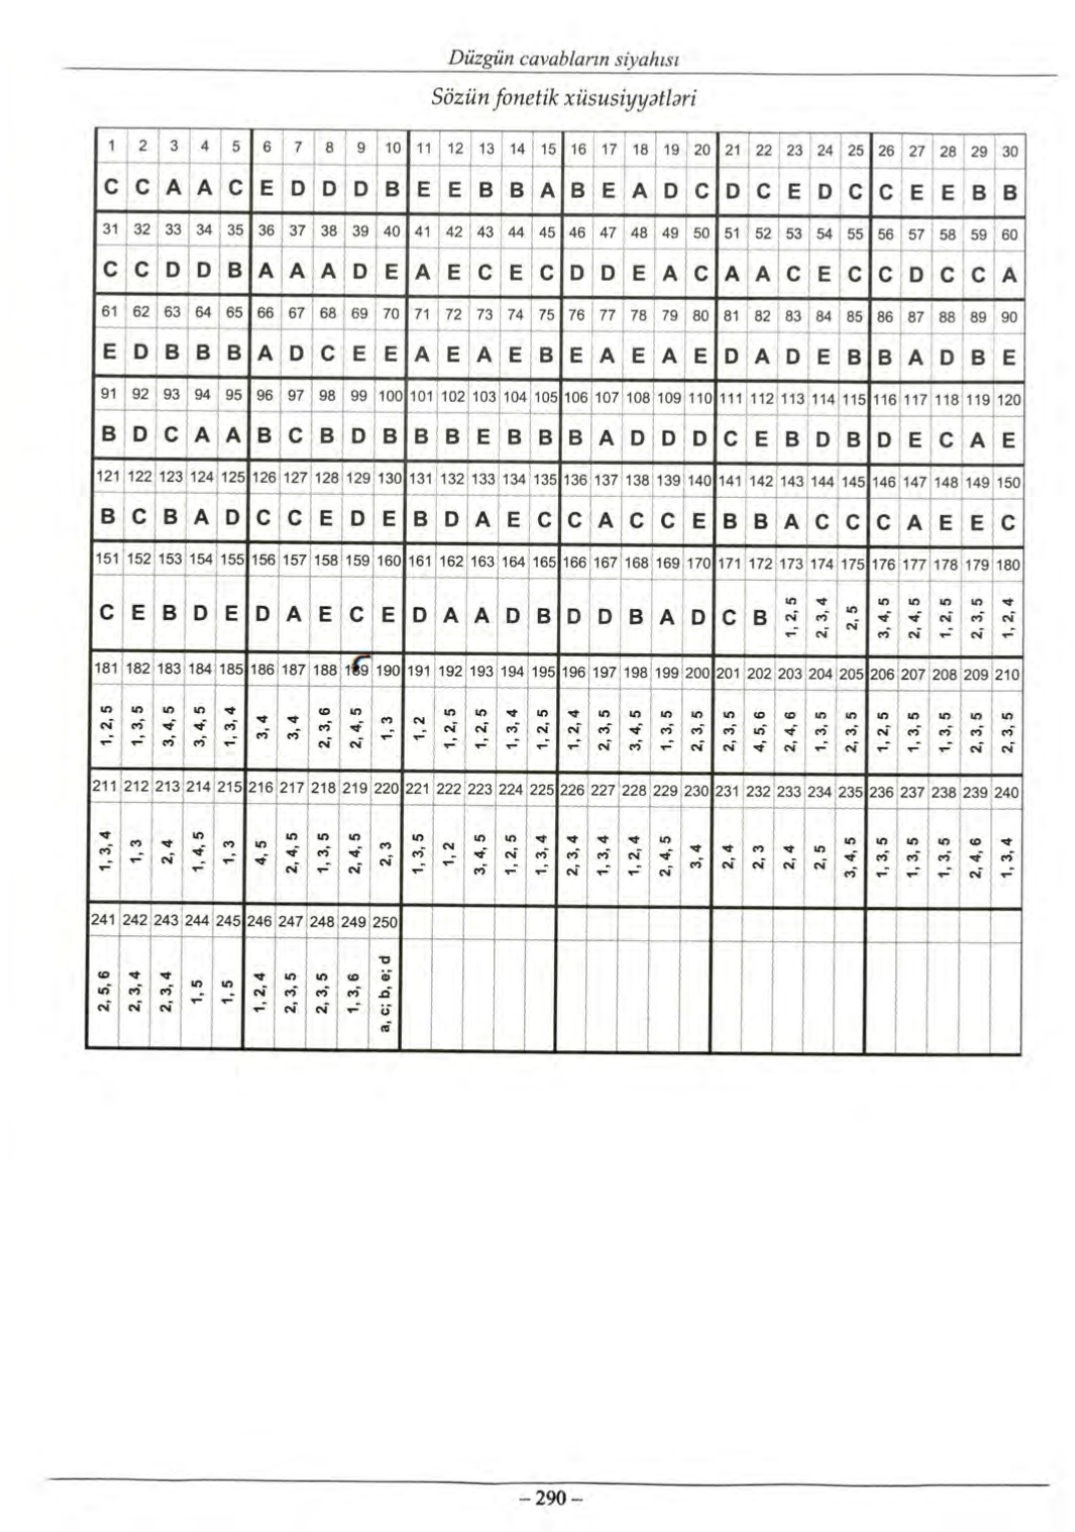 Düzgün cavabların siyahısı
Sözün fonetik xüsusiyyətləri
1 2 3 4 5 6 7 8 9 10 11 12 13 14 15 16 17 18 19 20 21 22 23 24 25 26 27 28 29 30
C C A A C E D D D B E E B B A B E A D C D C E D C C E E B B
31 32 33 34 35 36 37 38 39 40 41 42 43 44 45 46 47 48 49 50 51 52 53 54 55 56 57 58 59 60
C C D D B A A A D E A E C E C D D E A C A A C E C C D C C A
61 62 63 64 65 66 67 68 69 70 71 72 73 74 75 76 77 78 79 80 81 82 83 84 85 86 87 88 89 90
E D B B B A D C E E A E A E B E A E A E D A D E B B A D B E
91 92 93 94 95 96 97 98 99 100 101 102 103 104 105 106 107 108 109 110 111 112 113 114 115 116 117 118 119 120
B D C A A B C B D B B B E B B B A D D D C E B D B D E C A E
121 122 123 124 125 126 127 128 129 130 131 132 133 134 135 136 137 138 139 140 141 142 143 144 145 146 147 148 149 150
B C B A D C C E D E B D A E C C A C C E B B A C C C A E E C
151 152 153 154 155 156 157 158 159 160 161 162 163 164 165 166 167 168 169 170 171 172 173 174 175 176 177 178 179 180
C E B D E D A E C E D A A D B D D B A D C B 1, 2, 5 2, 3, 4 2, 5 3, 4, 5 2, 4, 5 1, 2, 5 2, 3, 5 1, 2, 4
181 182 183 184 185 186 187 188 189 190 191 192 193 194 195 196 197 198 199 200 201 202 203 204 205 206 207 208 209 210
1, 2, 5 1, 3, 5 3, 4, 5 3, 4, 5 1, 3, 4 3, 4 3, 4 2, 3, 6 2, 4, 5 1, 3 1, 2 1, 2, 5 1, 2, 5 1, 3, 4 1, 2, 5 1, 2, 4 2, 3, 5 3, 4, 5 1, 3, 5 2, 3, 5 2, 3, 5 4, 5, 6 2, 4, 6 1, 3, 5 2, 3, 5 1, 2, 5 1, 3, 5 1, 3, 5 2, 3, 5 2, 3, 5
211 212 213 214 215 216 217 218 219 220 221 222 223 224 225 226 227 228 229 230 231 232 233 234 235 236 237 238 239 240
1, 3, 4 1, 3 2, 4 1, 4, 5 1, 3 4, 5 2, 4, 5 1, 3, 5 2, 4, 5 2, 3 1, 3, 5 1, 2 3, 4, 5 1, 2, 5 1, 3, 4 2, 3, 4 1, 3, 4 1, 2, 4 2, 4, 5 3, 4 2, 4 2, 3 2, 4 2, 5 3, 4, 5 1, 3, 5 1, 3, 5 1, 3, 5 2, 4, 6 1, 3, 4
241 242 243 244 245 246 247 248 249 250
2, 5, 6 2, 3, 4 2, 3, 4 1, 5 1, 5 1, 2, 4 2, 3, 5 2, 3, 5 1, 3, 6 a, c; b, e; d
– 290 –